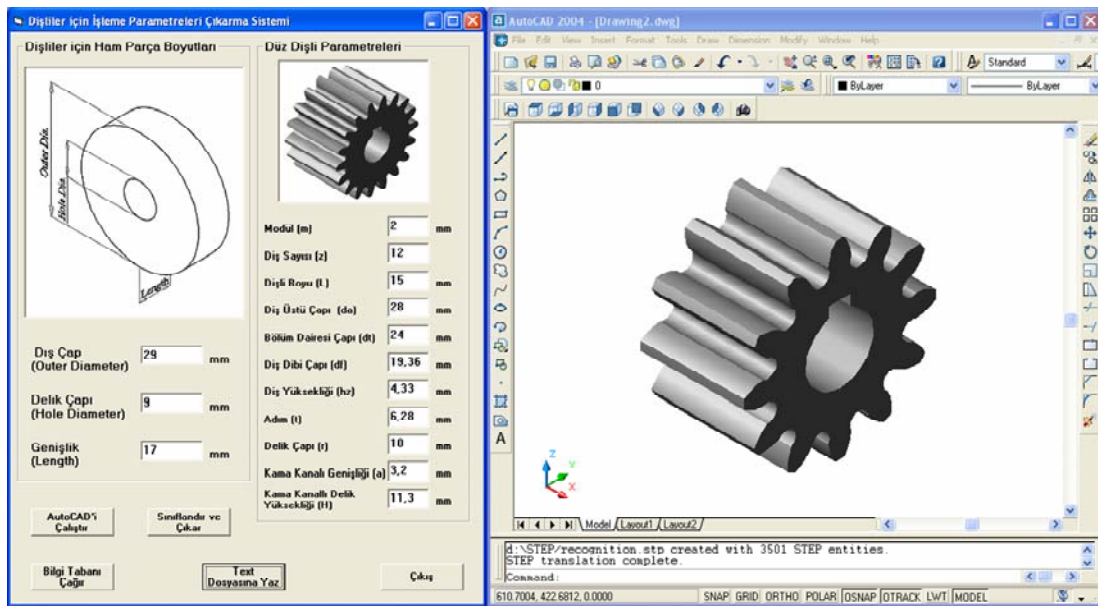 Dişliler için İşleme Parametreleri Çıkarma Sistemi
Dişliler için Ham Parça Boyutları
Outer Dia.
Hole Dia.
Length
Dış Çap
(Outer Diameter)
29
mm
Delik Çapı
(Hole Diameter)
9
mm
Genişlik
(Length)
17
mm
AutoCAD'i
Çalıştır
Sınıflandır ve
Çıkar
Bilgi Tabanı
Çağır
Text
Dosyasına Yaz
Çıkış
Düz Dişli Parametreleri
Modul (m) 2 mm
Diş Sayısı (z) 12
Dişli Boyu (L) 15 mm
Diş Üstü Çapı (da) 28 mm
Bölüm Dairesi Çapı (dt) 24 mm
Diş Dibi Çapı (df) 19,36 mm
Diş Yüksekliği (hz) 4,33 mm
Adım (t) 6,28 mm
Delik Çapı (r) 10 mm
Kama Kanalı Genişliği (a) 3,2 mm
Kama Kanallı Delik
Yüksekliği (H) 11,3 mm
AutoCAD 2004 - [Drawing2.dwg]
File Edit View Insert Format Tools Draw Dimension Modify Window Help
Standard
0 ByLayer ByLayer
A
Z
Y
X
Model Layout1 Layout2
d:\STEP/recognition.stp created with 3501 STEP entities.
STEP translation complete.
Command:
610.7004, 422.6812, 0.0000 SNAP GRID ORTHO POLAR OSNAP OTRACK LWT MODEL